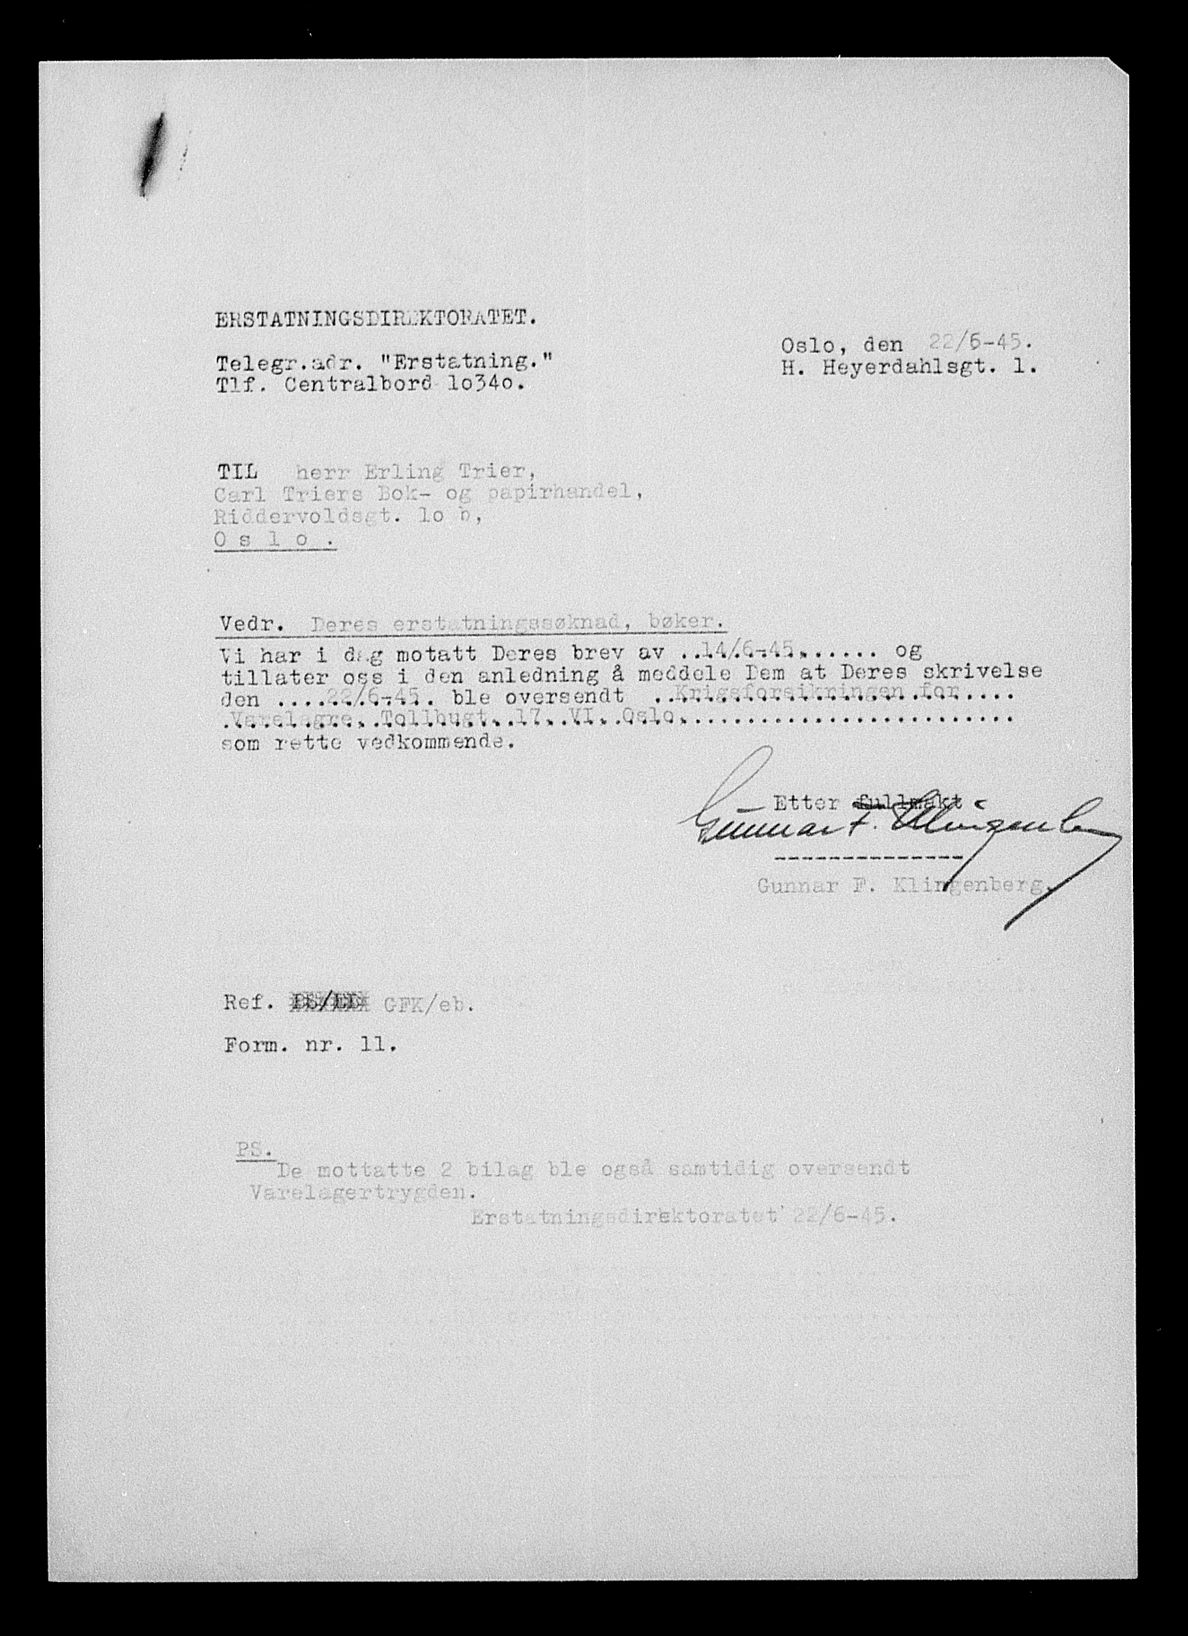 ERSTATNINGSDIREKTORATET.
Oslo, den 22/6-45.
Telegr.adr. "Erstatning."
H. Heyerdahlsgt. 1.
Tlf. Centralbord 1o34o.
TIL herr Erling Trier,
Carl Triers Bok- og papirhandel,
Riddervoldsgt. 1o b,
O s l o .
Vedr. Deres erstatningssøknad, bøker.
Vi har i dag motatt Deres brev av ..14/6-45....... og
tillater oss i den anledning å meddele Dem at Deres skrivelse
den ....22/6-45. ble oversendt ..Krigsforsikringen for....
.Varelagre, Tollbugt. 17, VI, Oslo.........................
som rette vedkommende.
Etter fullmakt
Gunnar F. Klingenberg
--------------
Gunnar F. Klingenberg.
Ref. GFK/eb.
Form. nr. 11.
PS.
De mottatte 2 bilag ble også samtidig oversendt
Varelagertrygden.
Erstatningsdirektoratet 22/6-45.